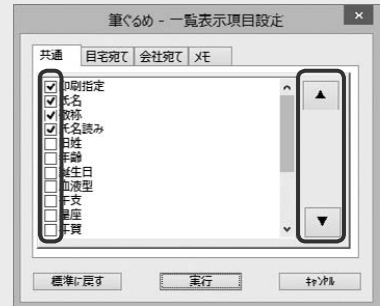 筆ぐるめ - 一覧表示項目設定
共通 自宅宛て 会社宛て メモ
印刷指定
氏名
敬称
氏名読み
旧姓
年齢
誕生日
血液型
干支
星座
年賀
標準に戻す 実行 ｷｬﾝｾﾙ